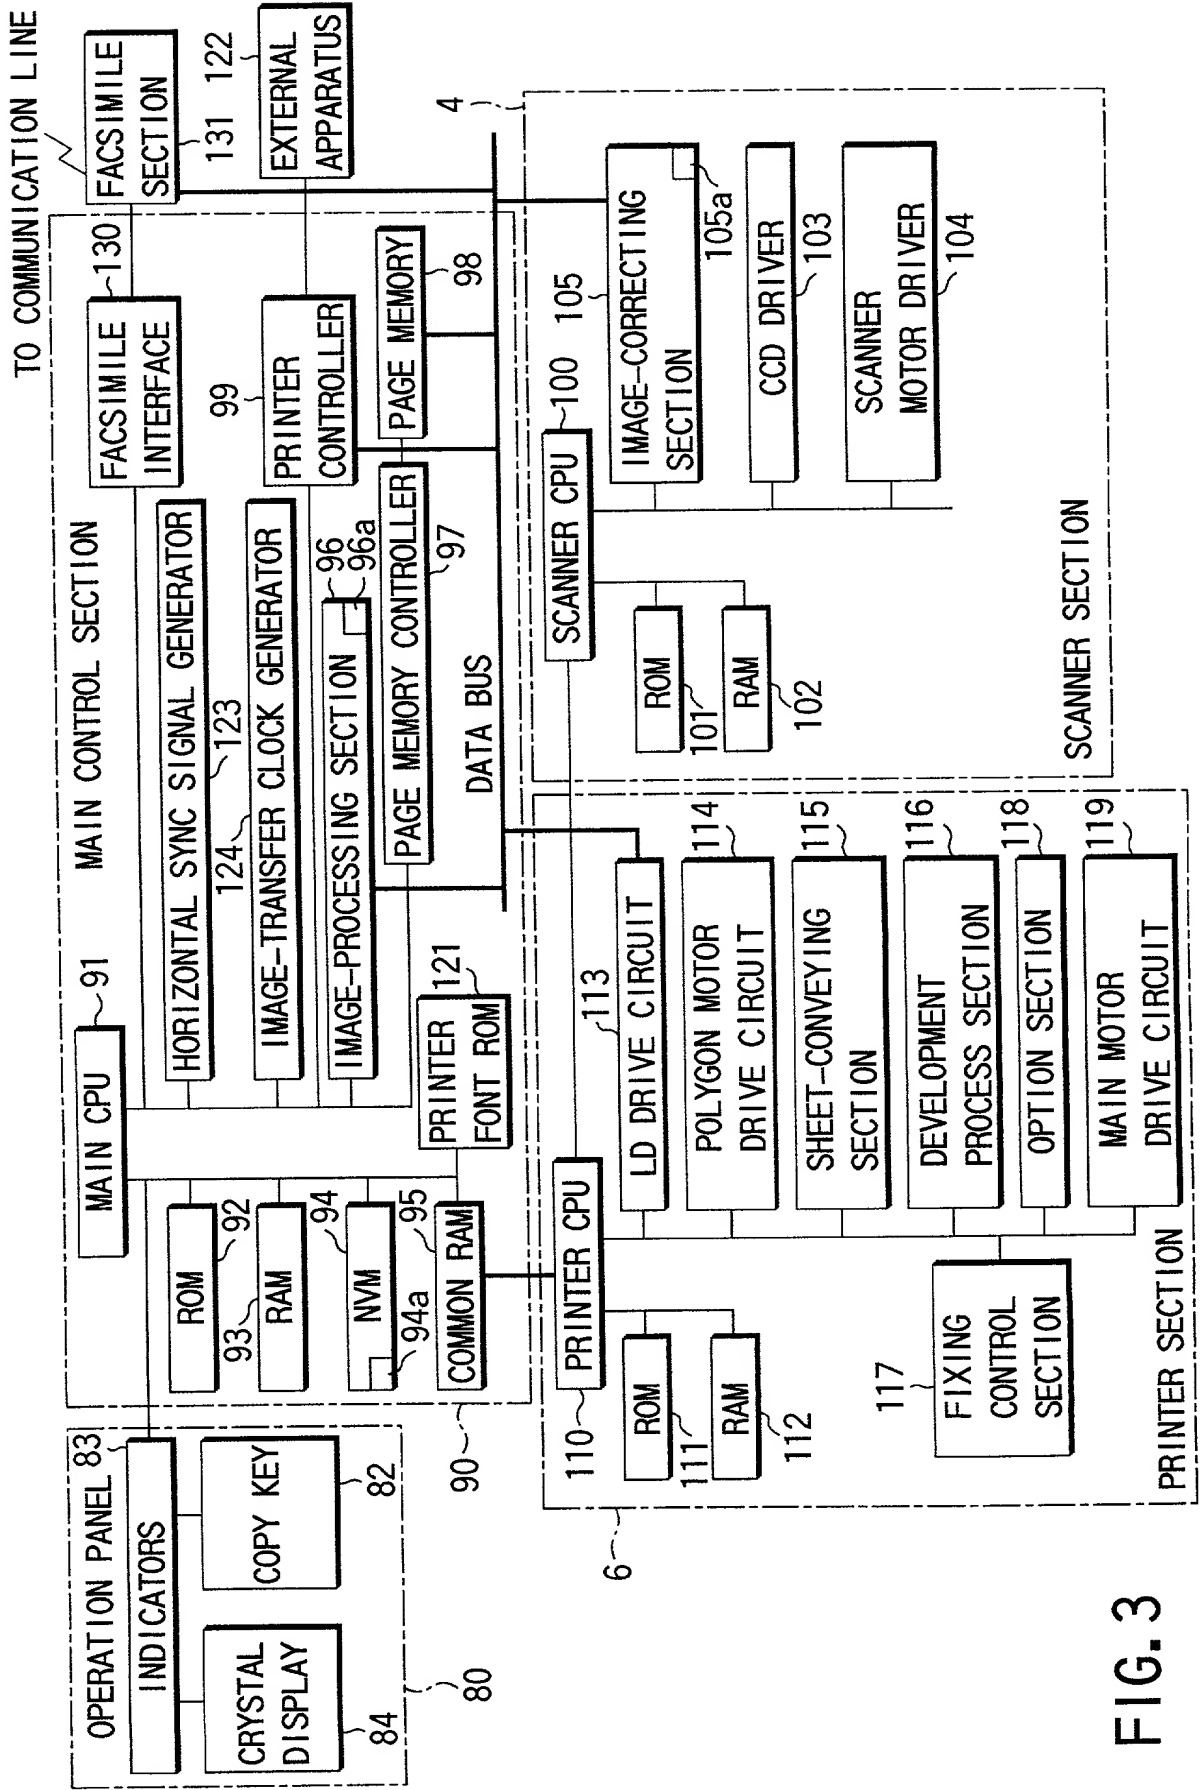 TO COMMUNICATION LINE
OPERATION PANEL
83
INDICATORS
CRYSTAL
DISPLAY
84
COPY KEY
82
80
MAIN CONTROL SECTION
90
MAIN CPU
91
ROM
92
RAM
93
NVM
94
94a
COMMON RAM
95
PRINTER
FONT ROM
121
HORIZONTAL SYNC SIGNAL GENERATOR
123
IMAGE-TRANSFER CLOCK GENERATOR
124
IMAGE-PROCESSING SECTION
96
96a
PAGE MEMORY CONTROLLER
97
PAGE MEMORY
98
PRINTER
CONTROLLER
99
FACSIMILE
INTERFACE
130
FACSIMILE
SECTION
131
EXTERNAL
APPARATUS
122
DATA BUS
PRINTER CPU
110
ROM
111
RAM
112
LD DRIVE CIRCUIT
113
POLYGON MOTOR
DRIVE CIRCUIT
114
SHEET-CONVEYING
SECTION
115
DEVELOPMENT
PROCESS SECTION
116
OPTION SECTION
118
MAIN MOTOR
DRIVE CIRCUIT
119
FIXING
CONTROL
SECTION
117
PRINTER SECTION
6
SCANNER CPU
100
ROM
101
RAM
102
IMAGE-CORRECTING
SECTION
105
105a
CCD DRIVER
103
SCANNER
MOTOR DRIVER
104
SCANNER SECTION
4
FIG. 3